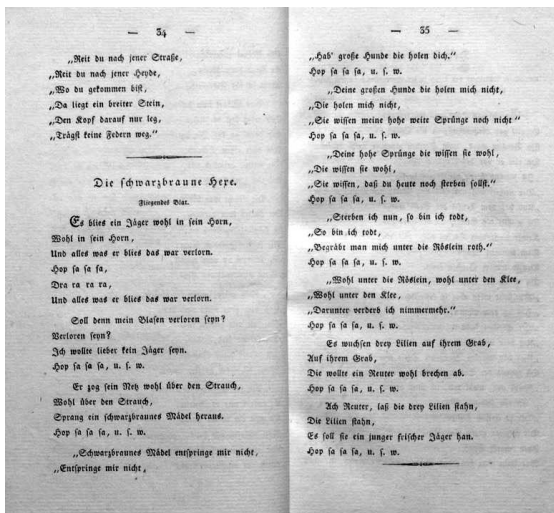 — 34 —
„Reit du nach jener Straße,
„Reit du nach jener Heyde,
„Wo du gekommen bist,
„Da liegt ein breiter Stein,
„Den Kopf darauf nur leg,
„Trägst keine Federn weg.“
Die schwarzbraune Hexe.
Fliegendes Blat.
Es blies ein Jäger wohl in sein Horn,
Wohl in sein Horn,
Und alles was er blies das war verlorn.
Hop sa sa sa,
Dra ra ra ra,
Und alles was er blies das war verlorn.
Soll denn mein Blasen verloren seyn?
Verloren seyn?
Ich wollte lieber kein Jäger seyn.
Hop sa sa sa, u. s. w.
Er zog sein Netz wohl über den Strauch,
Wohl über den Strauch,
Sprang ein schwarzbraunes Mädel heraus.
Hop sa sa sa, u. s. w.
„Schwarzbraunes Mädel entspringe mir nicht,
„Entspringe mir nicht,
— 35 —
„Hab' große Hunde die holen dich.“
Hop sa sa sa, u. s. w.
„Deine großen Hunde die holen mich nicht,
„Die holen mich nicht,
„Sie wissen meine hohe weite Sprünge noch nicht“
Hop sa sa sa, u. s. w.
„Deine hohe Sprünge die wissen sie wohl,
„Die wissen sie wohl,
„Sie wissen, daß du heute noch sterben sollst.“
Hop sa sa sa, u. s. w.
„Sterben ich nun, so bin ich todt,
„So bin ich todt,
„Begräbt man mich unter die Röslein roth.“
Hop sa sa sa, u. s. w.
„Wohl unter die Röslein, wohl unter den Klee,
„Wohl unter den Klee,
„Darunter verderb ich nimmermehr.“
Hop sa sa sa, u. s. w.
Es wuchsen drey Lilien auf ihrem Grab,
Auf ihrem Grab,
Die wollte ein Reuter wohl brechen ab.
Hop sa sa sa, u. s. w.
Ach Reuter, laß die drey Lilien stahn,
Die Lilien stahn,
Es soll sie ein junger frischer Jäger han.
Hop sa sa sa, u. s. w.